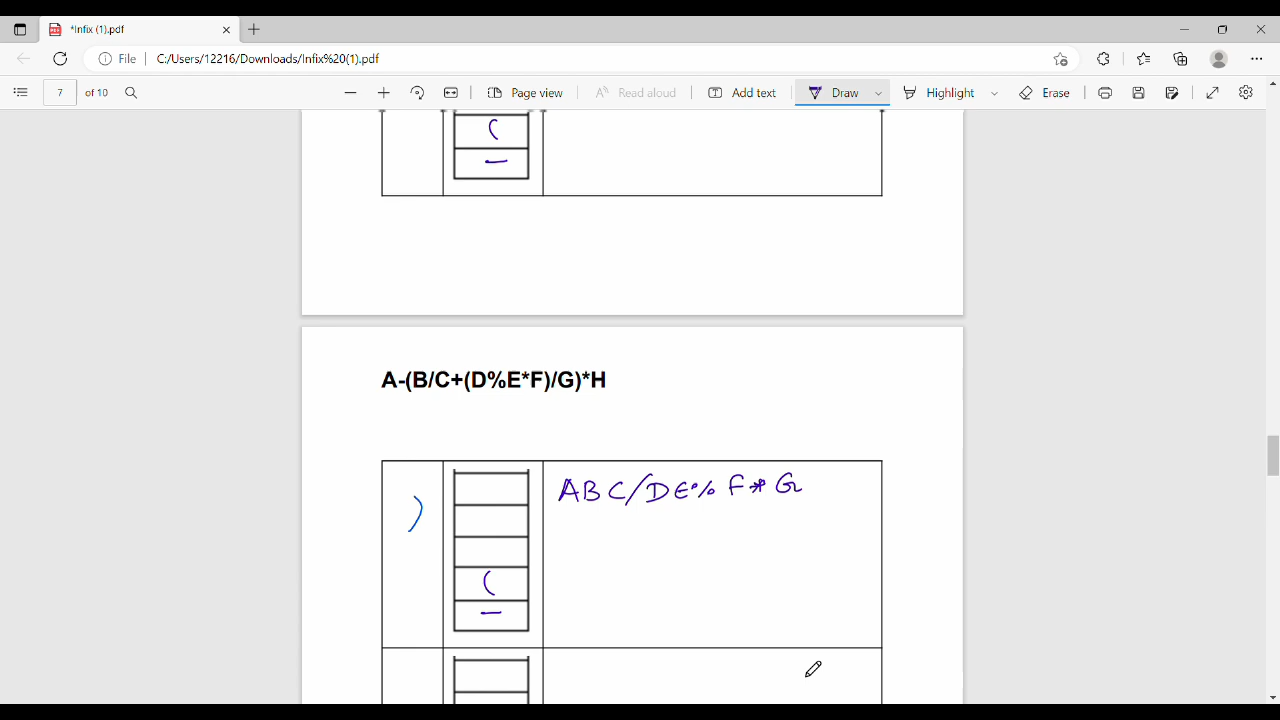 *Infix (1).pdf
File
C:/Users/12216/Downloads/Infix%20(1).pdf
7 of 10
Page view
Read aloud
Add text
Draw
Highlight
Erase
(
—
A-(B/C+(D%E*F)/G)*H
) ABC/DE%F*G
(
—